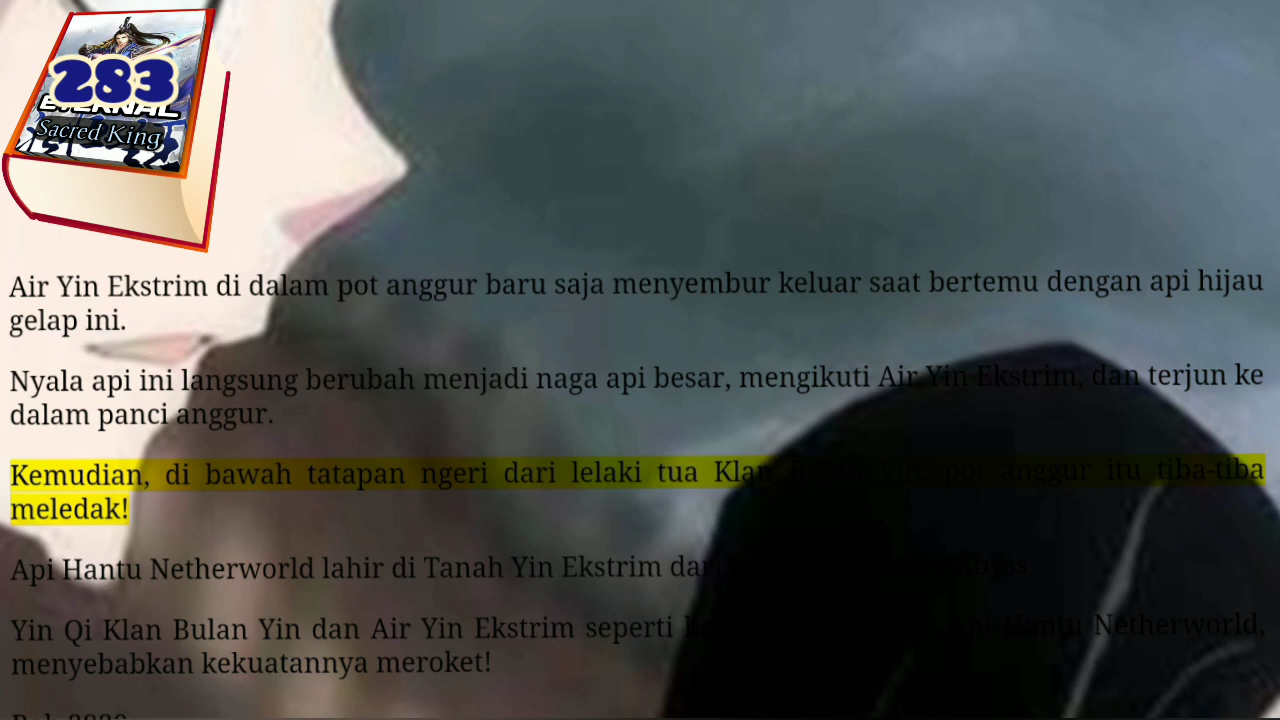 283
ETERNAL
Sacred King
Air Yin Ekstrim di dalam pot anggur baru saja menyembur keluar saat bertemu dengan api hijau
gelap ini.
Nyala api ini langsung berubah menjadi naga api besar, mengikuti Air Yin Ekstrim, dan terjun ke
dalam panci anggur.
Kemudian, di bawah tatapan ngeri dari lelaki tua Klan Bulan Yin, pot anggur itu tiba-tiba
meledak!
Api Hantu Netherworld lahir di Tanah Yin Ekstrim dari Abyss.
Yin Qi Klan Bulan Yin dan Air Yin Ekstrim seperti Api Hantu Netherworld,
menyebabkan kekuatannya meroket!